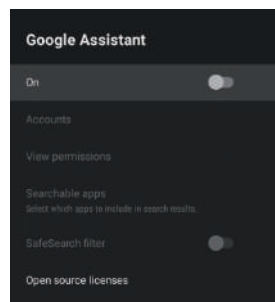 Google Assistant
On
Accounts
View permissions
Searchable apps
Select which apps to include in search results.
SafeSearch filter
Open source licenses